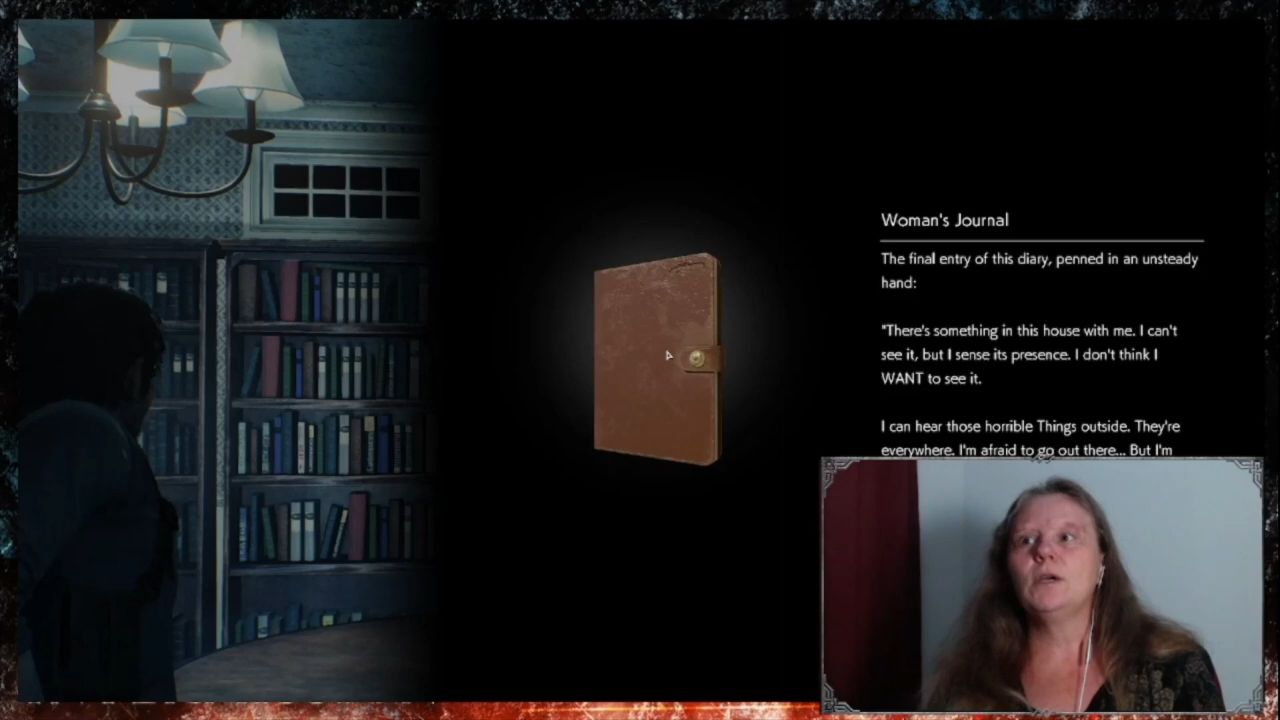 Woman's Journal
The final entry of this diary, penned in an unsteady
hand:
"There's something in this house with me. I can't
see it, but I sense its presence. I don't think I
WANT to see it.
I can hear those horrible Things outside. They're
everywhere. I'm afraid to go out there... But I'm